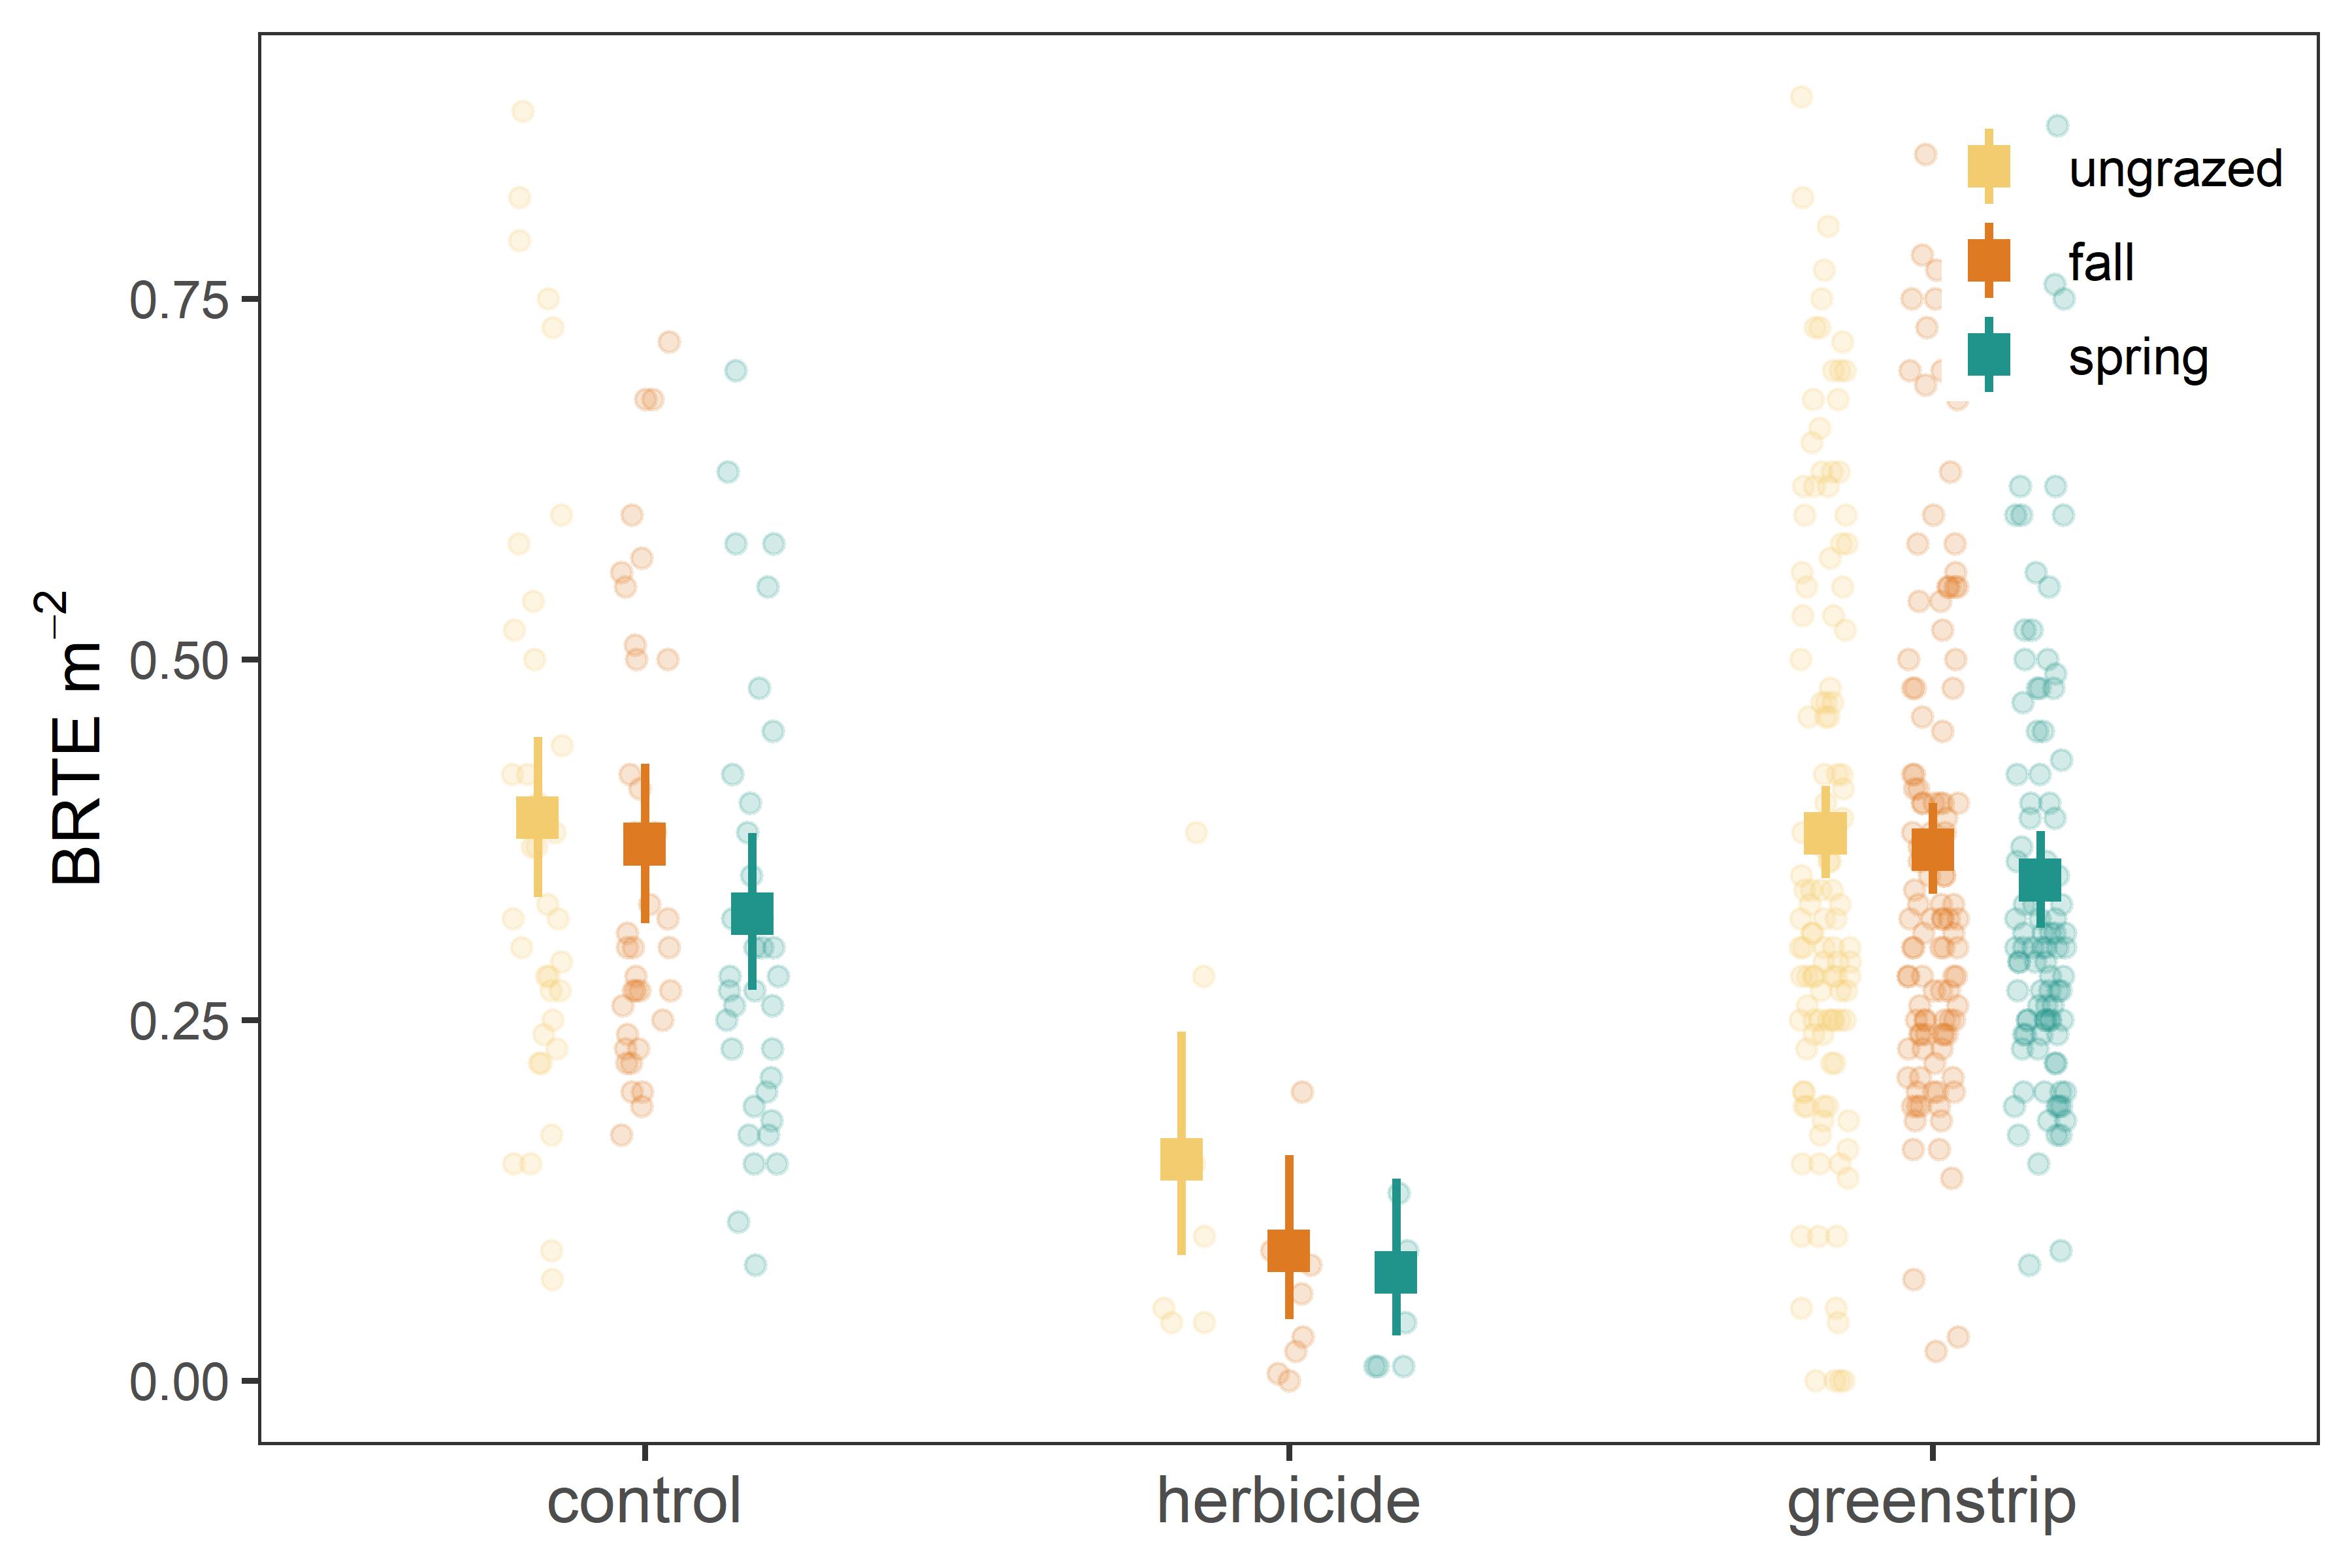 ungrazed
fall
spring
0.75
0.50
0.25
0.00
BRTE m⁻²
control herbicide greenstrip